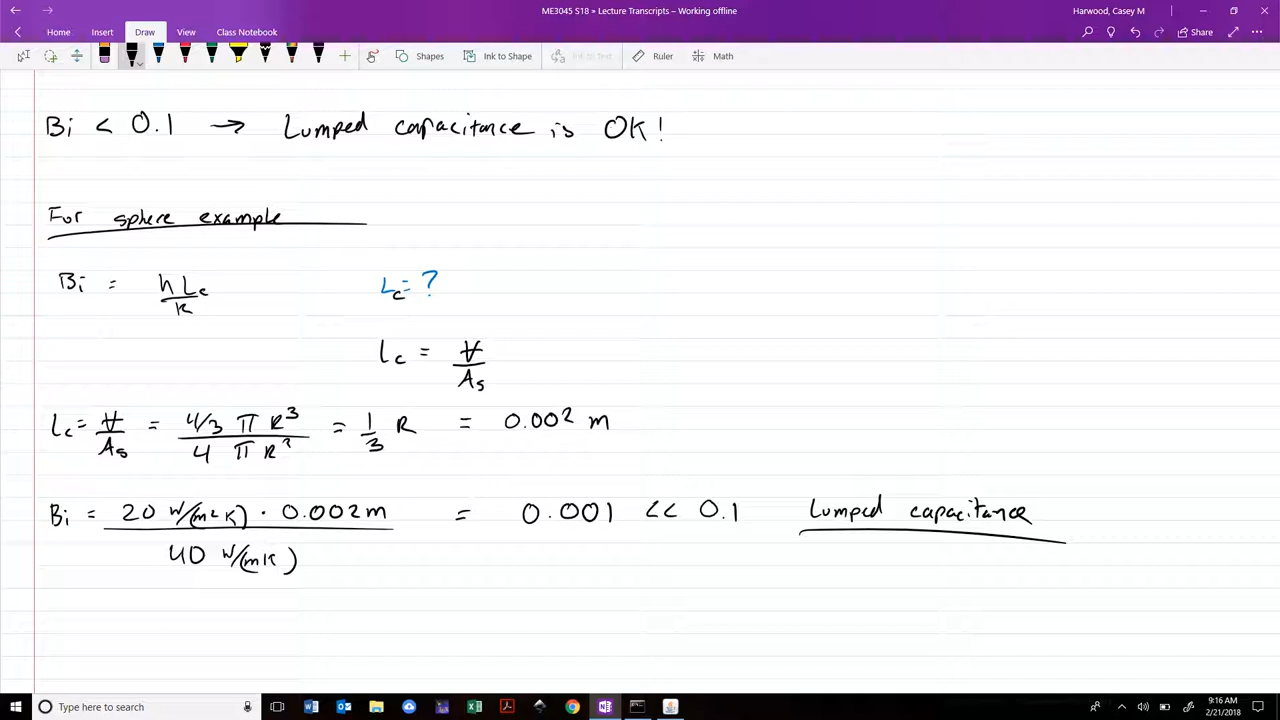 ME3045 S18 » Lecture Transcripts – Working offline
Harwood, Casey M
Home Insert Draw View Class Notebook
Share
Shapes Ink to Shape Ink to Text Ruler Math
Bi < 0.1 → Lumped capacitance is OK!
For sphere example
Bi = hLc/k
Lc = ?
Lc = V/As
Lc = V/As = 4/3 π R³ / 4 π R² = 1/3 R = 0.002 m
Bi = 20 W/(m²K) · 0.002m / 40 W/(mK) = 0.001 << 0.1 Lumped capacitance
Type here to search
9:16 AM
2/21/2018